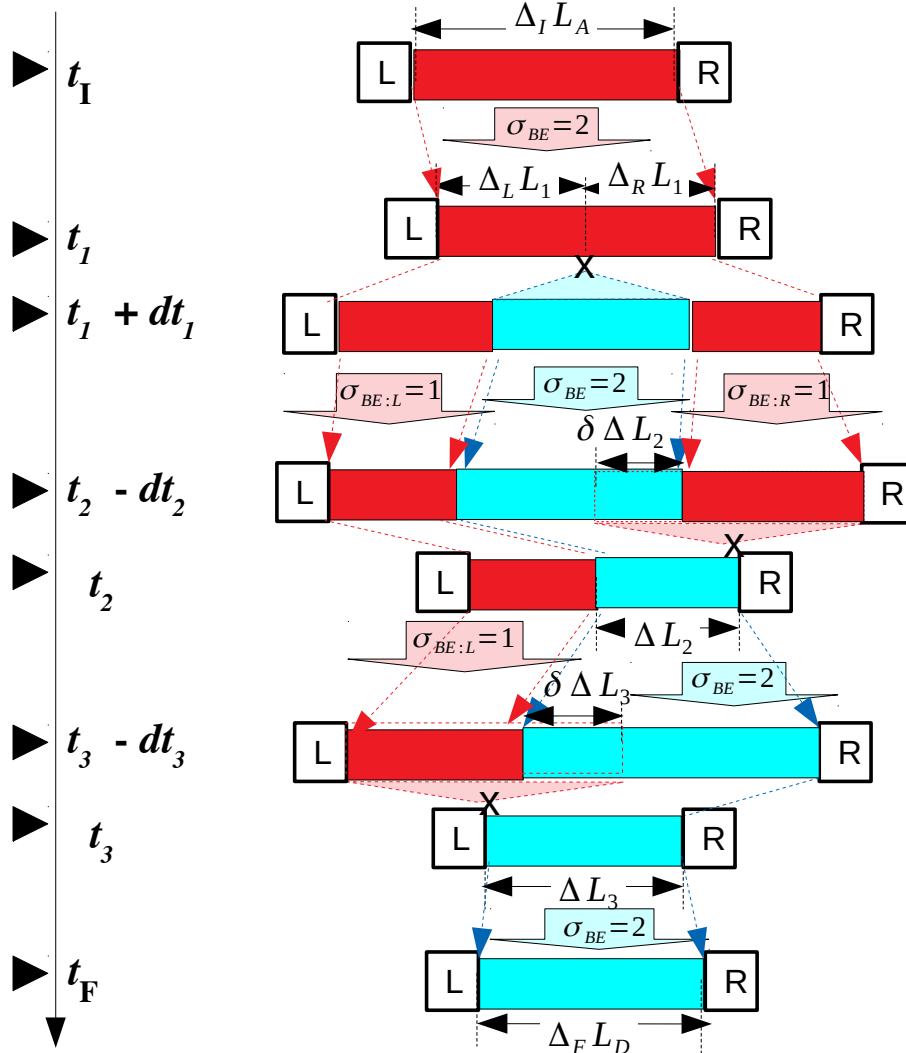 Δ_I L_A
t_I L R
σ_BE=2
Δ_L L_1 Δ_R L_1
t_1 L R
X
t_1 + dt_1 L R
σ_BE:L=1 σ_BE=2 σ_BE:R=1
δ Δ L_2
t_2 - dt_2 L R
X
t_2 L R
σ_BE:L=1 Δ L_2
δ Δ L_3 σ_BE=2
t_3 - dt_3 L R
X
t_3 L R
Δ L_3
σ_BE=2
t_F L R
Δ_F L_D